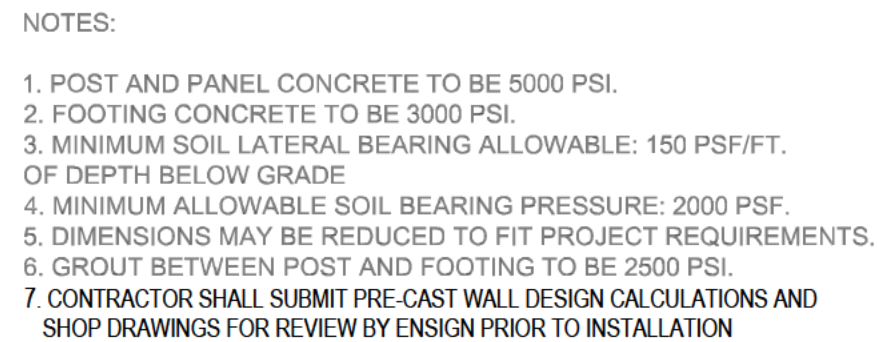 NOTES:
1. POST AND PANEL CONCRETE TO BE 5000 PSI.
2. FOOTING CONCRETE TO BE 3000 PSI.
3. MINIMUM SOIL LATERAL BEARING ALLOWABLE: 150 PSF/FT.
OF DEPTH BELOW GRADE
4. MINIMUM ALLOWABLE SOIL BEARING PRESSURE: 2000 PSF.
5. DIMENSIONS MAY BE REDUCED TO FIT PROJECT REQUIREMENTS.
6. GROUT BETWEEN POST AND FOOTING TO BE 2500 PSI.
7. CONTRACTOR SHALL SUBMIT PRE-CAST WALL DESIGN CALCULATIONS AND
SHOP DRAWINGS FOR REVIEW BY ENSIGN PRIOR TO INSTALLATION